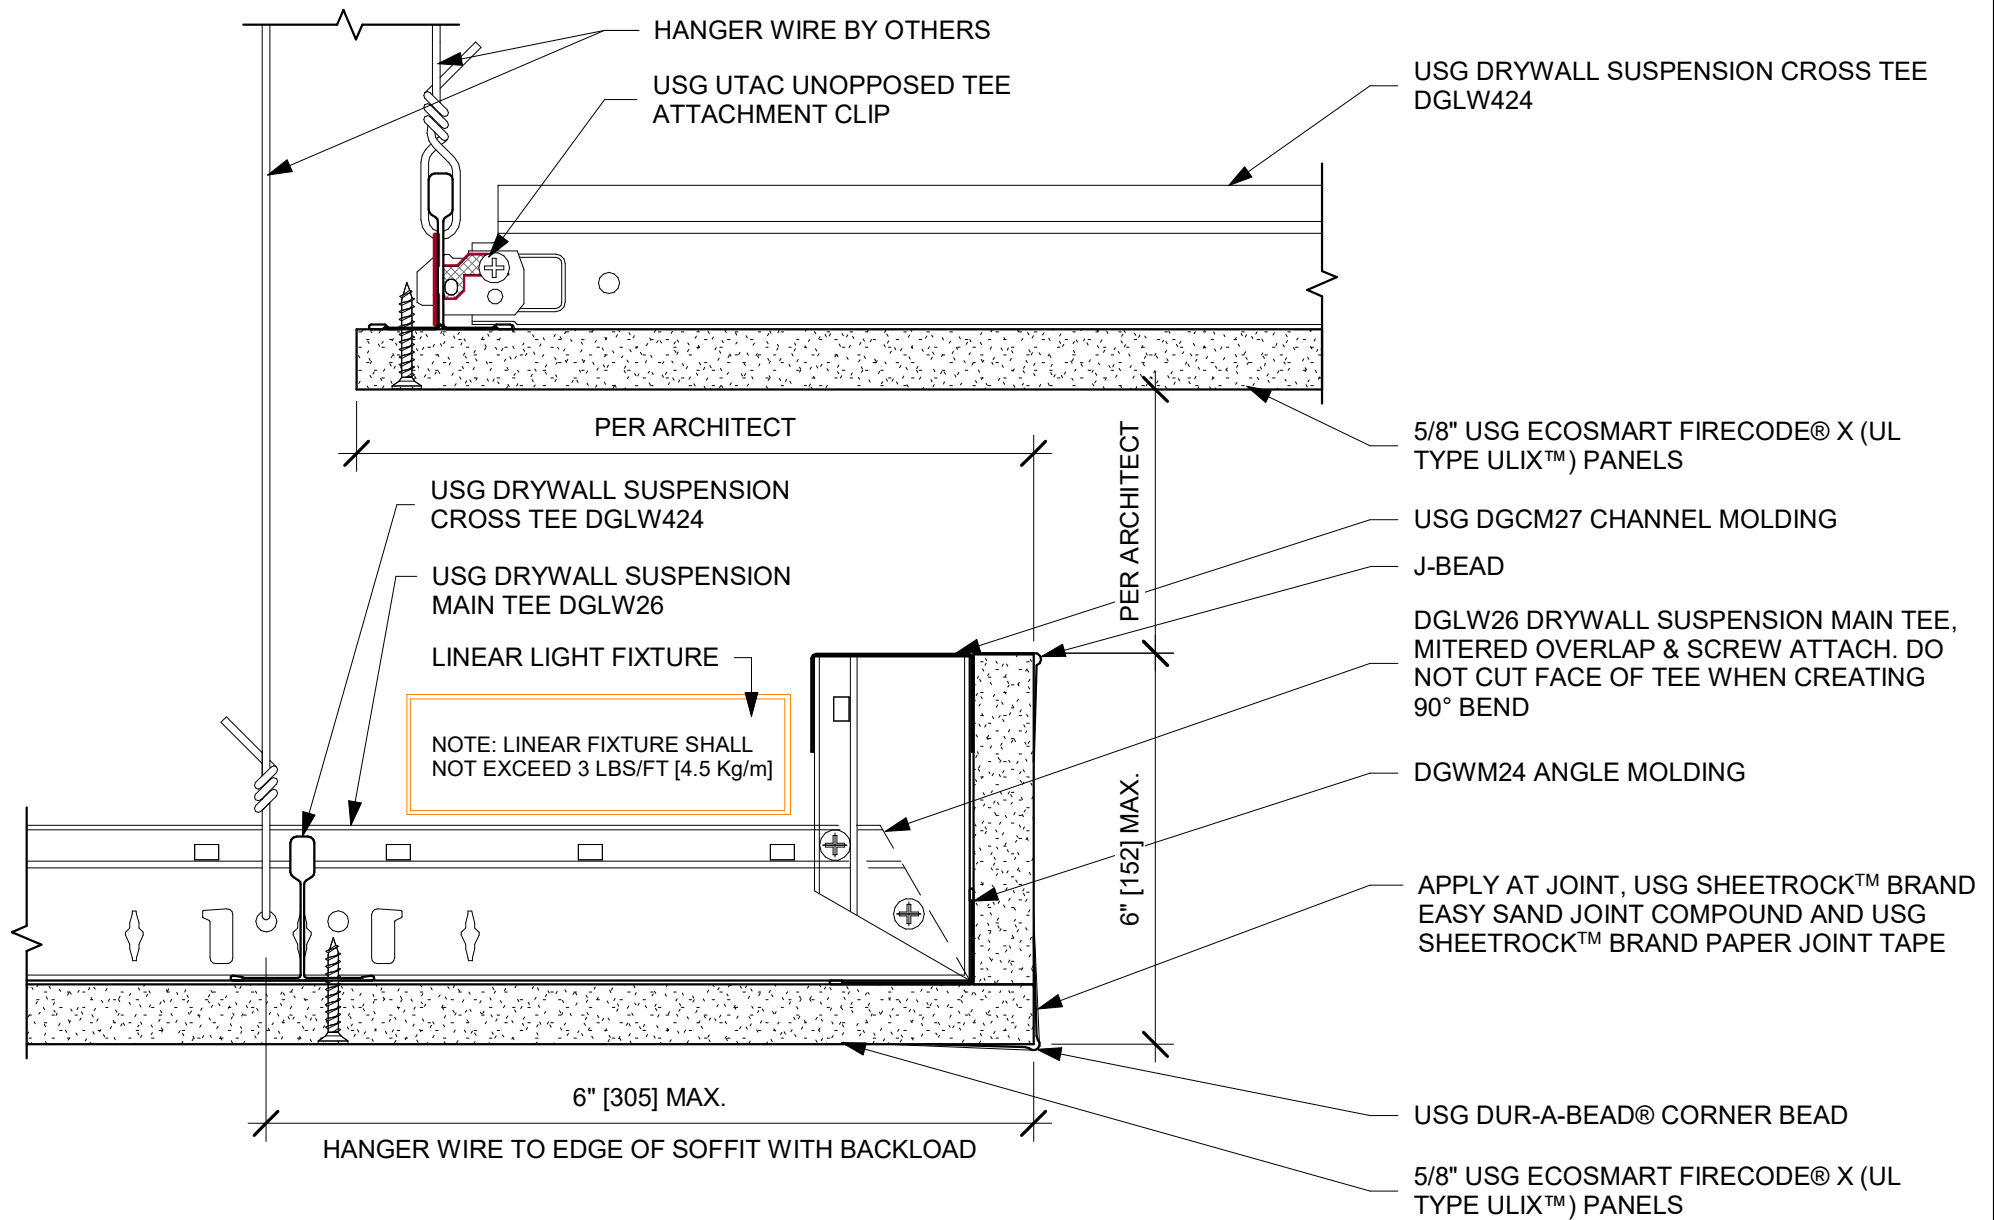 HANGER WIRE BY OTHERS
USG UTAC UNOPPOSED TEE
ATTACHMENT CLIP
USG DRYWALL SUSPENSION CROSS TEE
DGLW424
PER ARCHITECT
PER ARCHITECT
5/8" USG ECOSMART FIRECODE® X (UL
TYPE ULIX™) PANELS
USG DRYWALL SUSPENSION
CROSS TEE DGLW424
USG DGCM27 CHANNEL MOLDING
J-BEAD
USG DRYWALL SUSPENSION
MAIN TEE DGLW26
DGLW26 DRYWALL SUSPENSION MAIN TEE,
MITERED OVERLAP & SCREW ATTACH. DO
NOT CUT FACE OF TEE WHEN CREATING
90° BEND
LINEAR LIGHT FIXTURE
NOTE: LINEAR FIXTURE SHALL
NOT EXCEED 3 LBS/FT [4.5 Kg/m]
DGWM24 ANGLE MOLDING
6" [152] MAX.
APPLY AT JOINT, USG SHEETROCK™ BRAND
EASY SAND JOINT COMPOUND AND USG
SHEETROCK™ BRAND PAPER JOINT TAPE
6" [305] MAX.
HANGER WIRE TO EDGE OF SOFFIT WITH BACKLOAD
USG DUR-A-BEAD® CORNER BEAD
5/8" USG ECOSMART FIRECODE® X (UL
TYPE ULIX™) PANELS